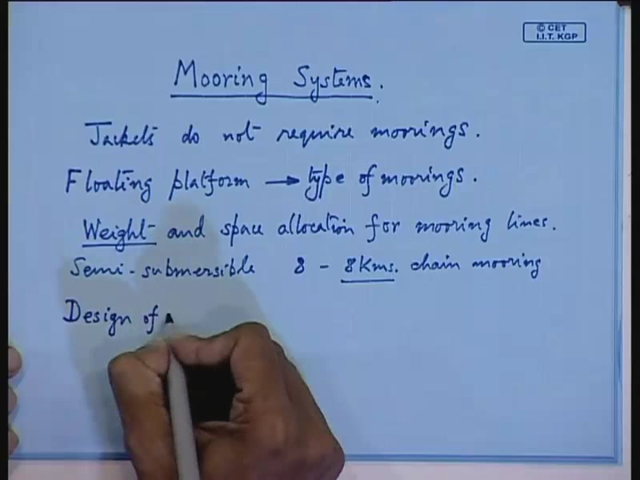 © CET
I.I.T. KGP
Mooring Systems.
Jackets do not require moorings.
Floating platform → type of moorings.
Weight and space allocation for mooring lines.
Semi-submersible 8 - 8Kms. chain mooring
Design of